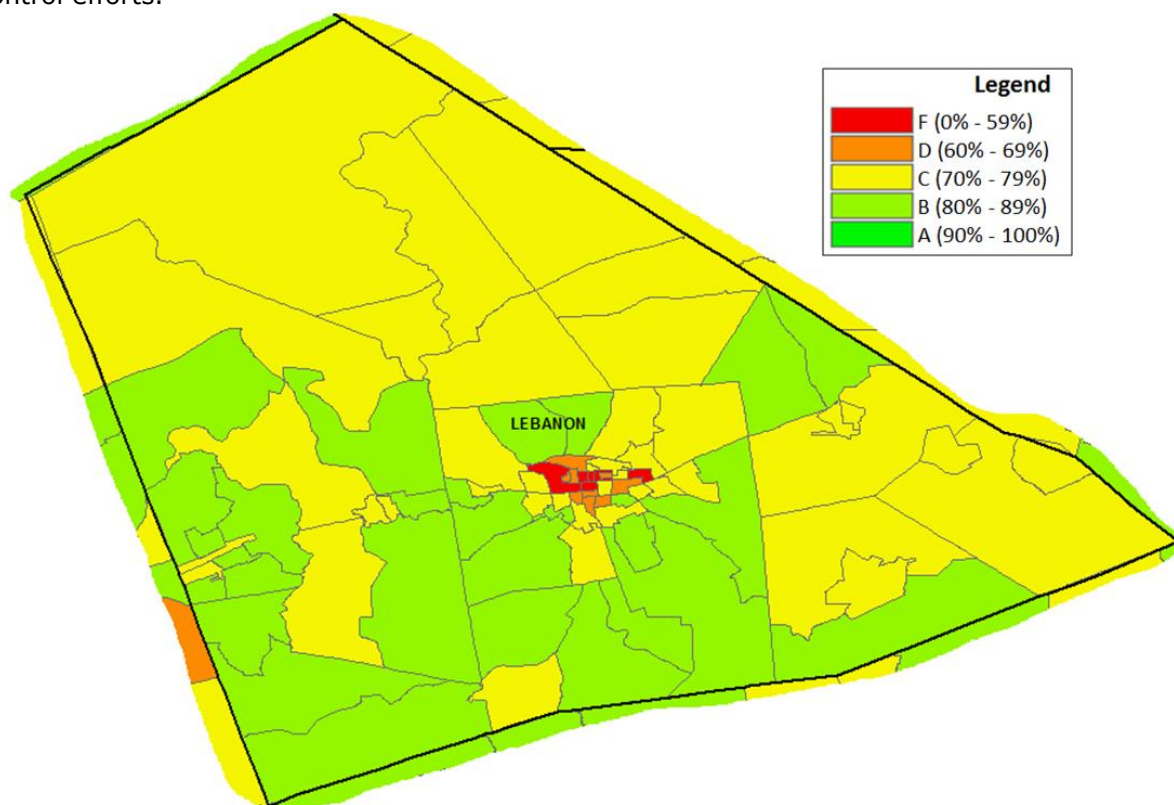 Legend
F (0% - 59%)
D (60% - 69%)
C (70% - 79%)
B (80% - 89%)
A (90% - 100%)
LEBANON